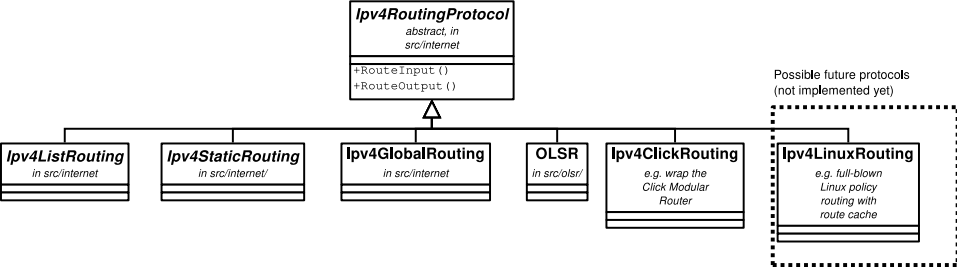 Ipv4RoutingProtocol
abstract, in
src/internet
+RouteInput()
+RouteOutput()
Possible future protocols
(not implemented yet)
Ipv4ListRouting
in src/internet
Ipv4StaticRouting
in src/internet/
Ipv4GlobalRouting
in src/internet
OLSR
in src/olsr/
Ipv4ClickRouting
e.g. wrap the
Click Modular
Router
Ipv4LinuxRouting
e.g. full-blown
Linux policy
routing with
route cache